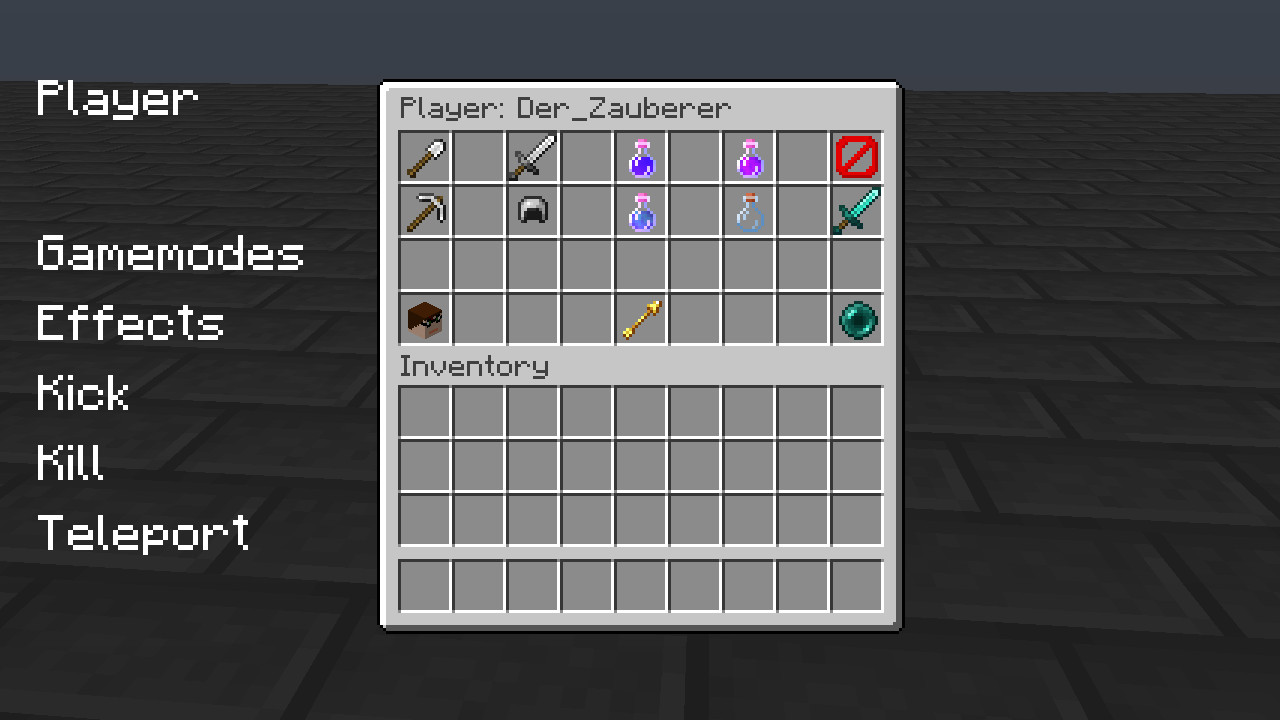 Player
Player: Der_Zauberer
Gamemodes
Effects
Kick
Kill
Teleport
Inventory